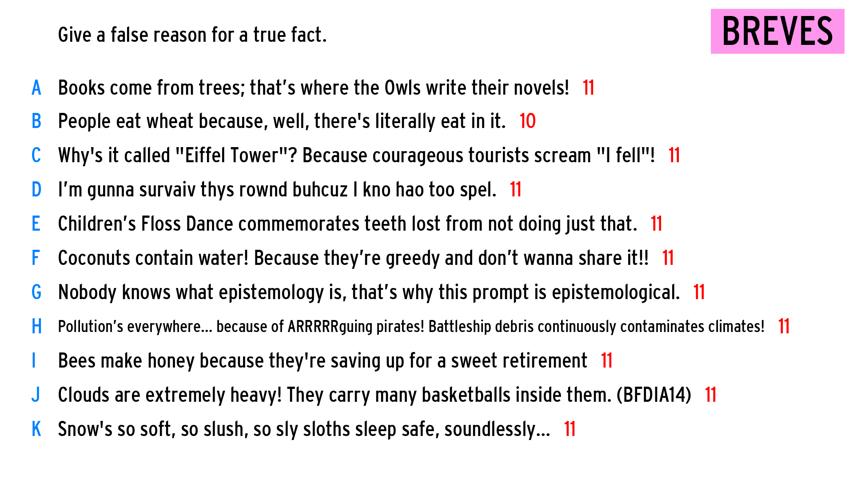 Give a false reason for a true fact.
BREVES
A Books come from trees; that's where the Owls write their novels! 11
B People eat wheat because, well, there's literally eat in it. 10
C Why's it called "Eiffel Tower"? Because courageous tourists scream "I fell"! 11
D I'm gunna survaiv thys rownd buhcuz I kno hao too spel. 11
E Children's Floss Dance commemorates teeth lost from not doing just that. 11
F Coconuts contain water! Because they're greedy and don't wanna share it!! 11
G Nobody knows what epistemology is, that's why this prompt is epistemological. 11
H Pollution's everywhere... because of ARRRRRguing pirates! Battleship debris continuously contaminates climates! 11
I Bees make honey because they're saving up for a sweet retirement 11
J Clouds are extremely heavy! They carry many basketballs inside them. (BFDIA14) 11
K Snow's so soft, so slush, so sly sloths sleep safe, soundlessly... 11